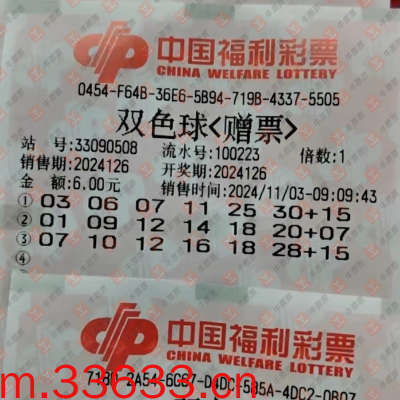 中国福利彩票
CHINA WELFARE LOTTERY
0454-F64B-36E6-5B94-719B-4337-5505
双色球<赠票>
站 号:33090508 流水号:100223 倍数:1
销售期:2024126 开奖期:2024126
金 额:6.00元 销售时间:2024/11/03-09:09:43
① 03 06 07 11 25 30+15
② 01 09 12 14 18 20+07
③ 07 10 12 16 18 28+15
④
中国福利彩票
CHINA WELFARE LOTTERY
m.33633.cn